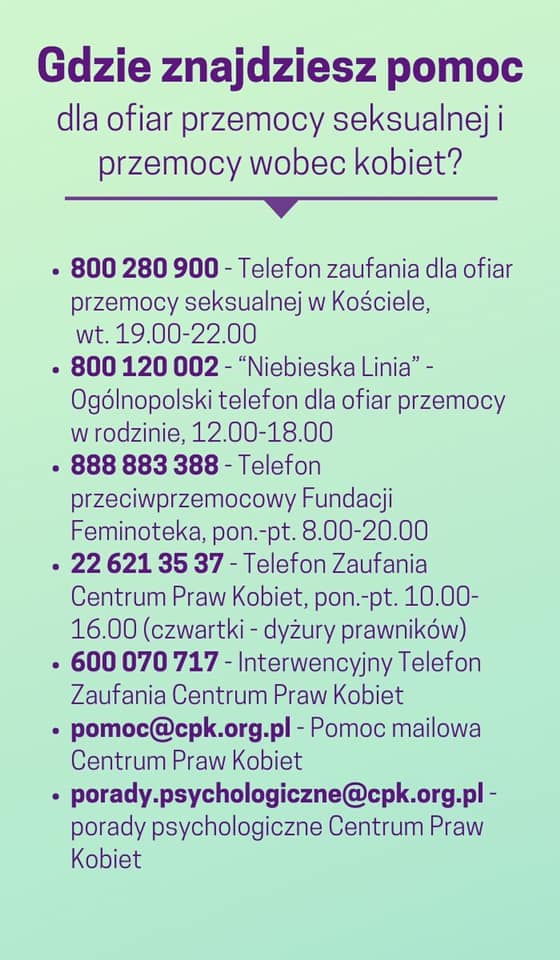 Gdzie znajdziesz pomoc
dla ofiar przemocy seksualnej i
przemocy wobec kobiet?
• 800 280 900 - Telefon zaufania dla ofiar
przemocy seksualnej w Kościele,
wt. 19.00-22.00
• 800 120 002 - “Niebieska Linia” -
Ogólnopolski telefon dla ofiar przemocy
w rodzinie, 12.00-18.00
• 888 883 388 - Telefon
przeciwprzemocowy Fundacji
Feminoteka, pon.-pt. 8.00-20.00
• 22 621 35 37 - Telefon Zaufania
Centrum Praw Kobiet, pon.-pt. 10.00-
16.00 (czwartki - dyżury prawników)
• 600 070 717 - Interwencyjny Telefon
Zaufania Centrum Praw Kobiet
• pomoc@cpk.org.pl - Pomoc mailowa
Centrum Praw Kobiet
• porady.psychologiczne@cpk.org.pl -
porady psychologiczne Centrum Praw
Kobiet